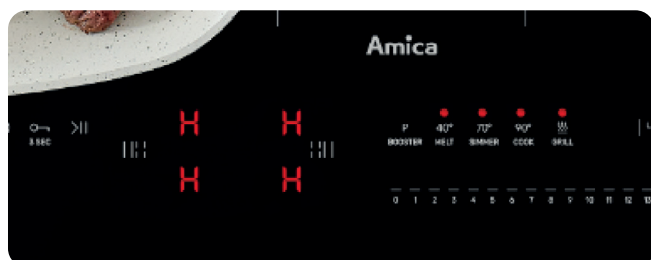 Amica
H H
P 40° 70° 90°
3 SEC
BOOSTER MELT SIMMER COOK GRILL
H H
0 1 2 3 4 5 6 7 8 9 10 11 12 13